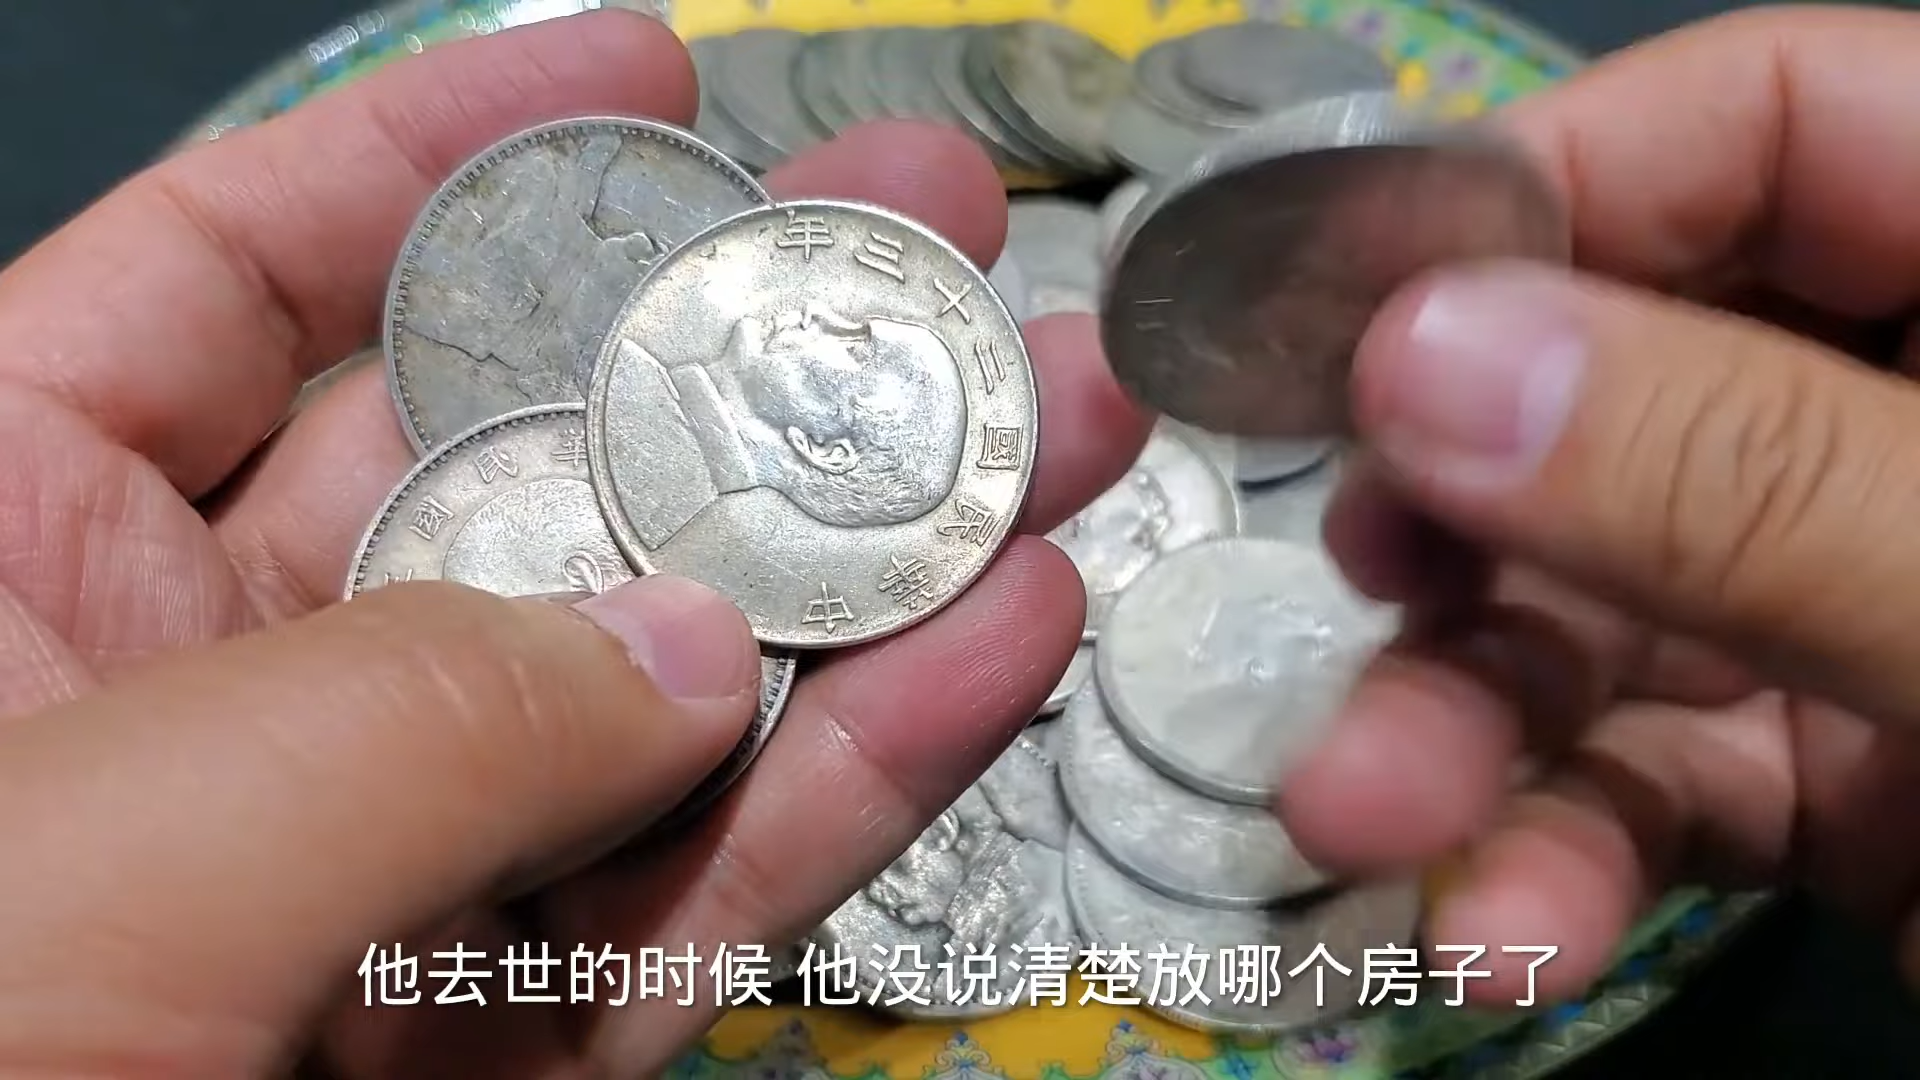 年三十二國民華中
華民國三
他去世的时候 他没说清楚放哪个房子了